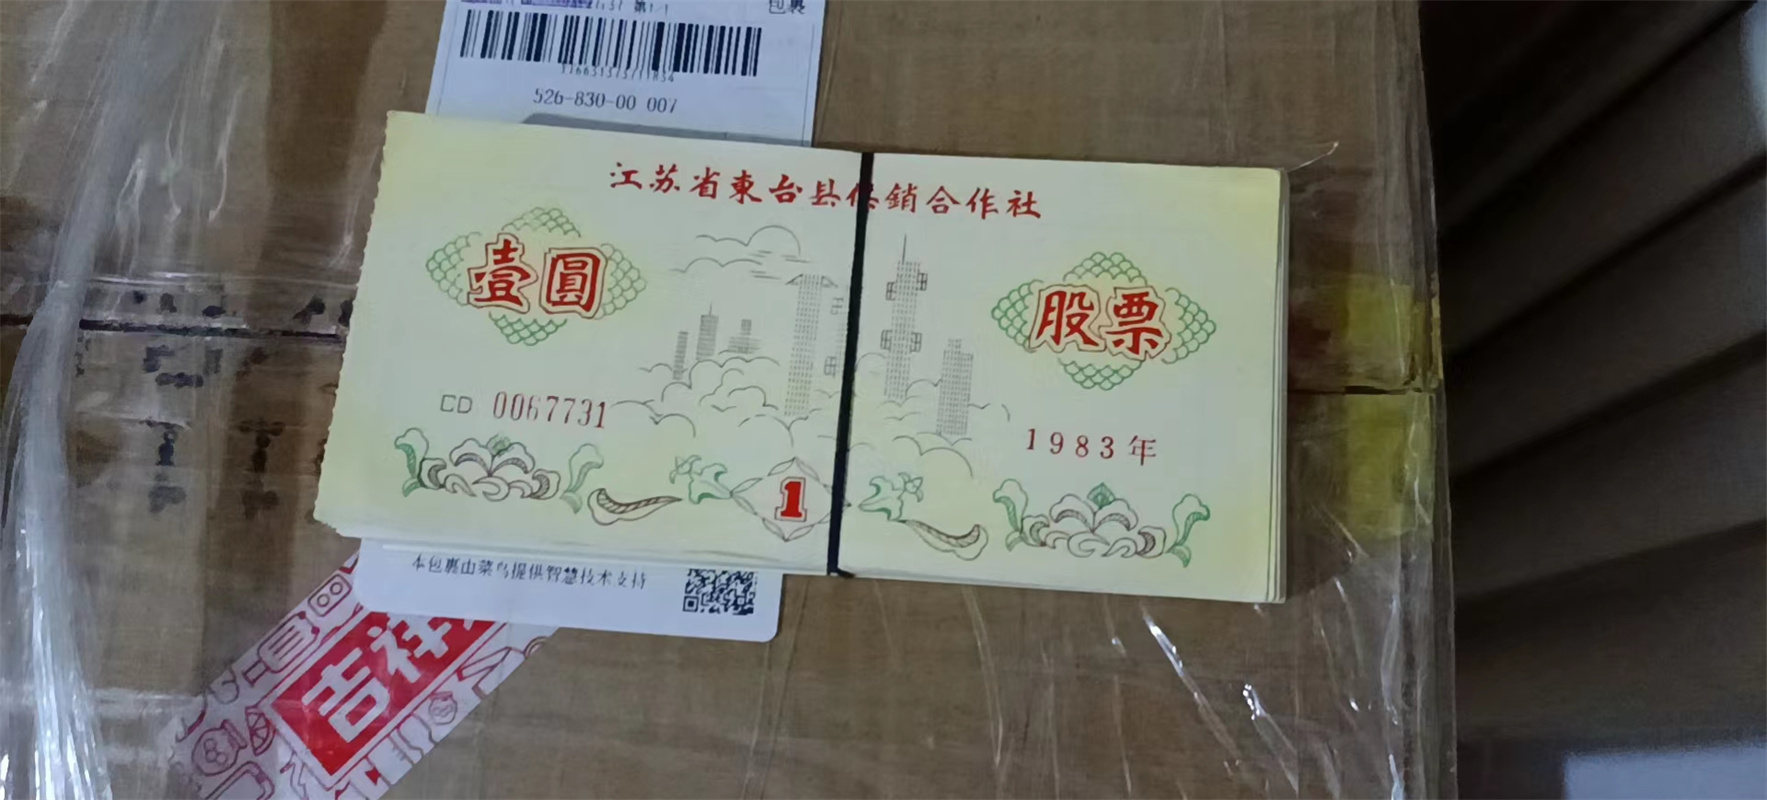 包裹
526-830-00 007
江苏省東台县供銷合作社
壹圓
股票
CD 0067731
1983年
1
本包裹由菜鸟提供智慧技术支持
吉祥